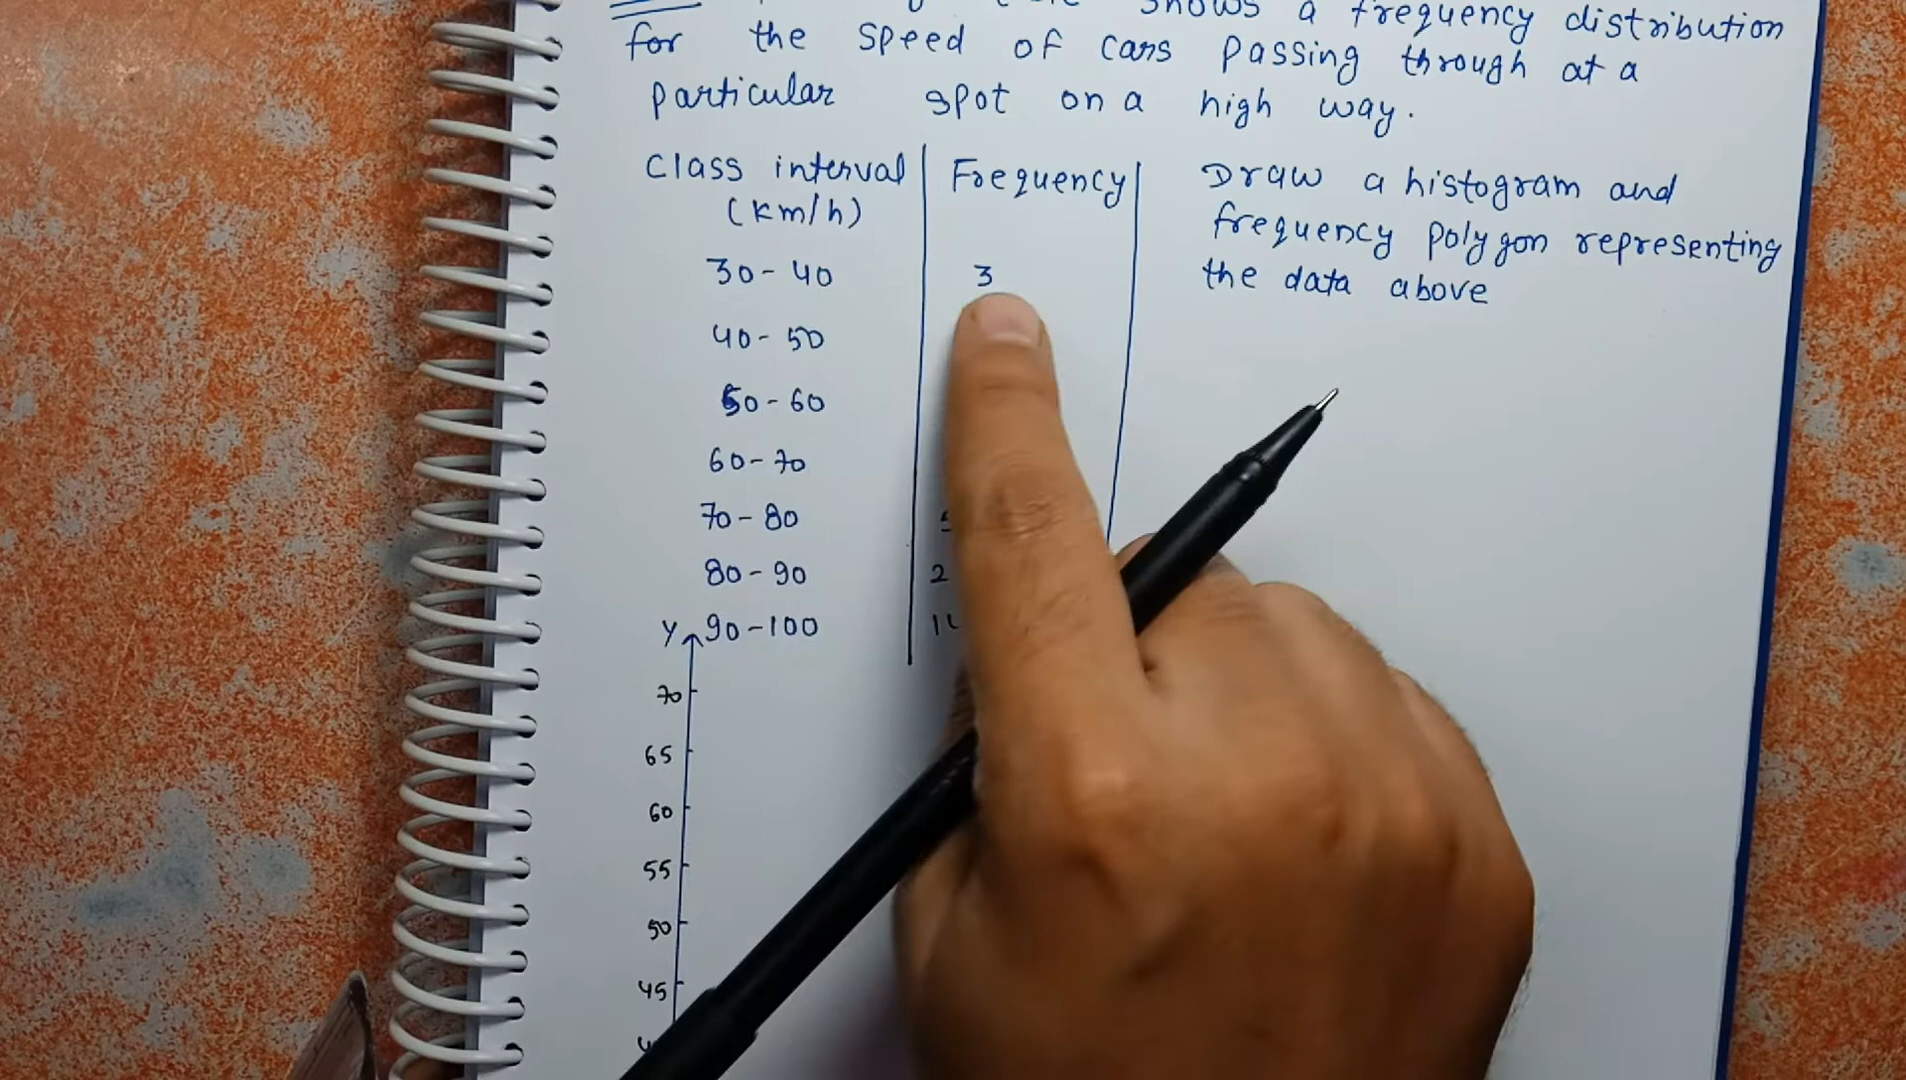 shows a frequency distribution
for the speed of cars passing through at a
particular spot on a high way.
Class interval (km/h) Frequency
30-40 3
40-50
50-60
60-70
70-80
80-90 2
90-100
Draw a histogram and
frequency polygon representing
the data above
Y
70
65
60
55
50
45